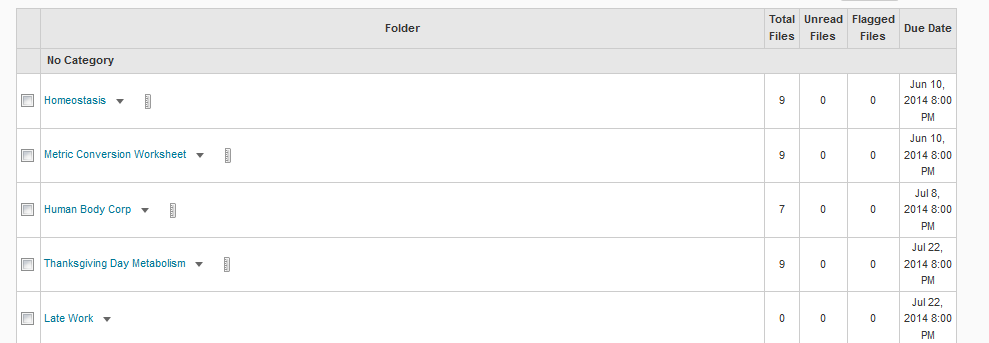 Folder Total Files Unread Files Flagged Files Due Date
No Category
Homeostasis 9 0 0 Jun 10, 2014 8:00 PM
Metric Conversion Worksheet 9 0 0 Jun 10, 2014 8:00 PM
Human Body Corp 7 0 0 Jul 8, 2014 8:00 PM
Thanksgiving Day Metabolism 9 0 0 Jul 22, 2014 8:00 PM
Late Work 0 0 0 Jul 22, 2014 8:00 PM